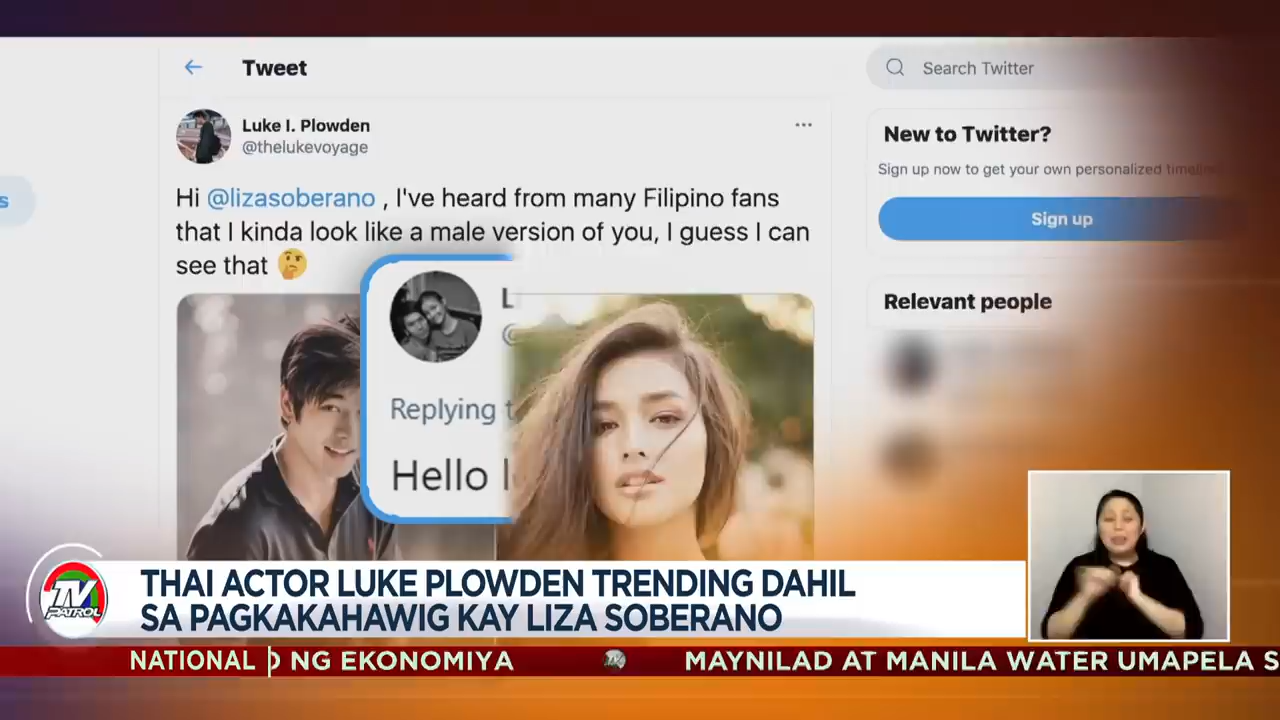 Tweet
Search Twitter
Luke I. Plowden
@thelukevoyage
Hi @lizasoberano , I've heard from many Filipino fans
that I kinda look like a male version of you, I guess I can
see that 🤔
Replying
Hello
New to Twitter?
Sign up now to get your own personalized timeline
Sign up
Relevant people
TV
PATROL
THAI ACTOR LUKE PLOWDEN TRENDING DAHIL
SA PAGKAKAHAWIG KAY LIZA SOBERANO
NATIONAL
NG EKONOMIYA
MAYNILAD AT MANILA WATER UMAPELA S